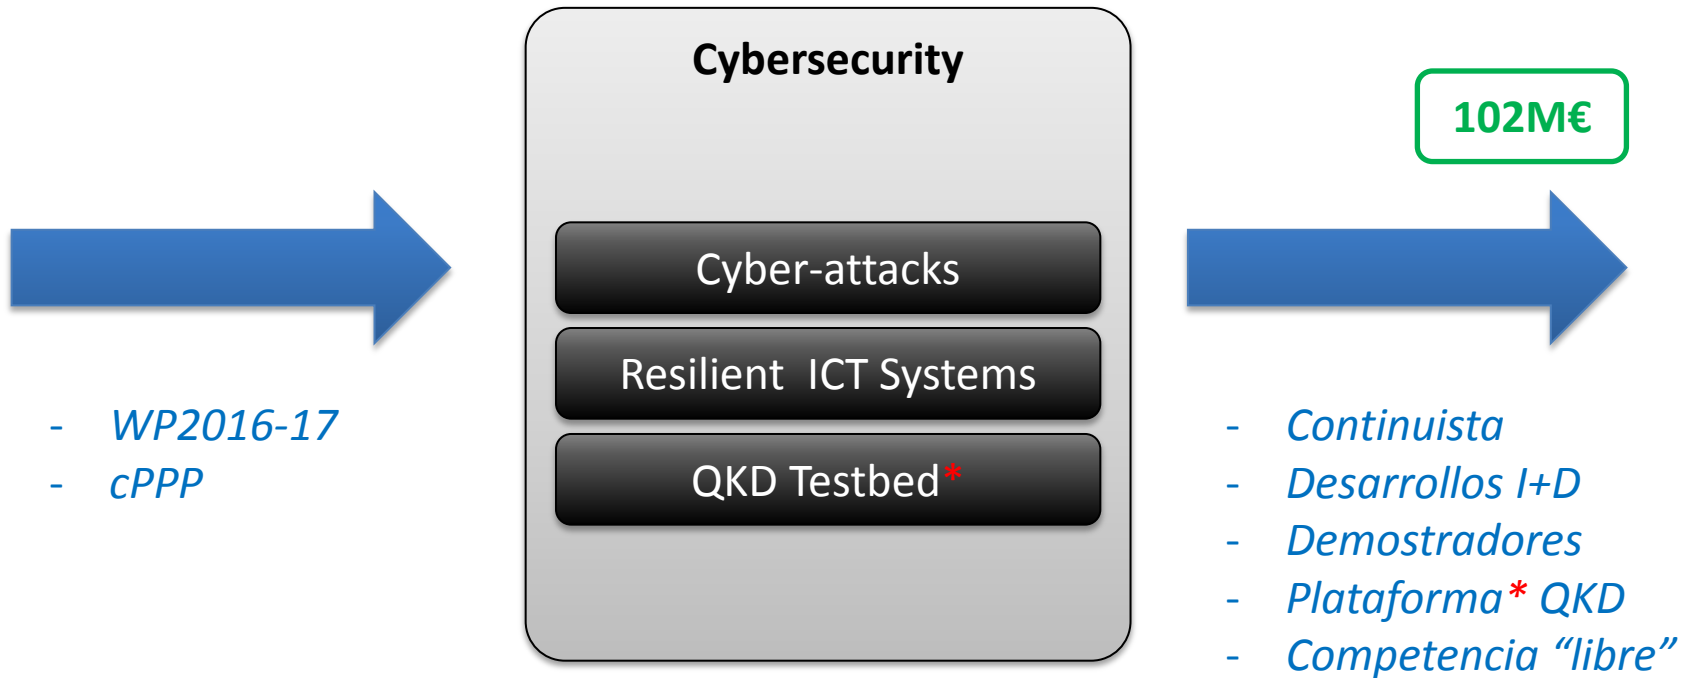 Cybersecurity
102M€
Cyber-attacks
Resilient ICT Systems
QKD Testbed*
- WP2016-17
- cPPP
- Continuista
- Desarrollos I+D
- Demostradores
- Plataforma* QKD
- Competencia “libre”